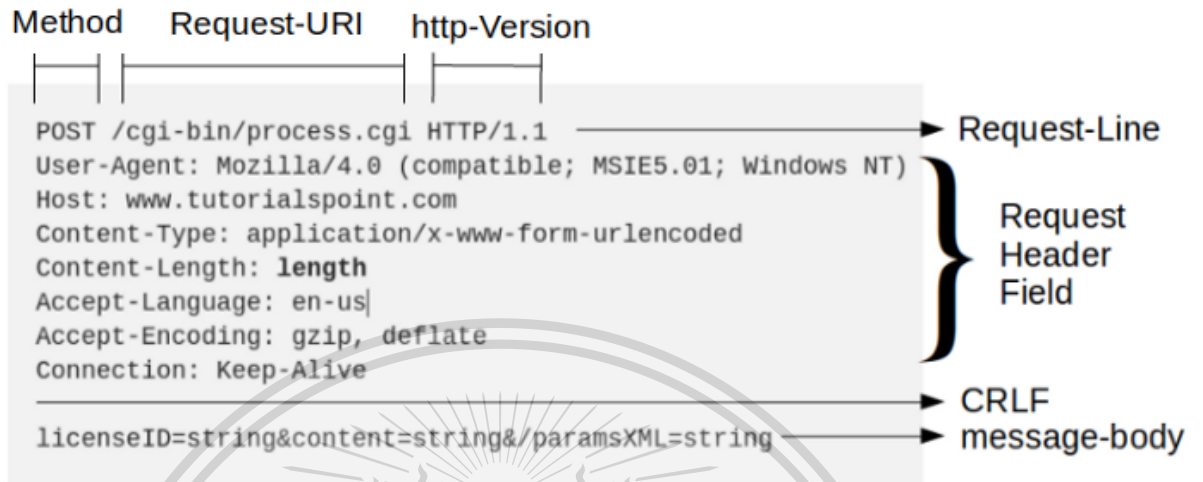 Method Request-URI http-Version
POST /cgi-bin/process.cgi HTTP/1.1
Request-Line
User-Agent: Mozilla/4.0 (compatible; MSIE5.01; Windows NT)
Host: www.tutorialspoint.com
Content-Type: application/x-www-form-urlencoded
Content-Length: length
Accept-Language: en-us
Accept-Encoding: gzip, deflate
Connection: Keep-Alive
Request
Header
Field
CRLF
licenseID=string&content=string&/paramsXML=string
message-body